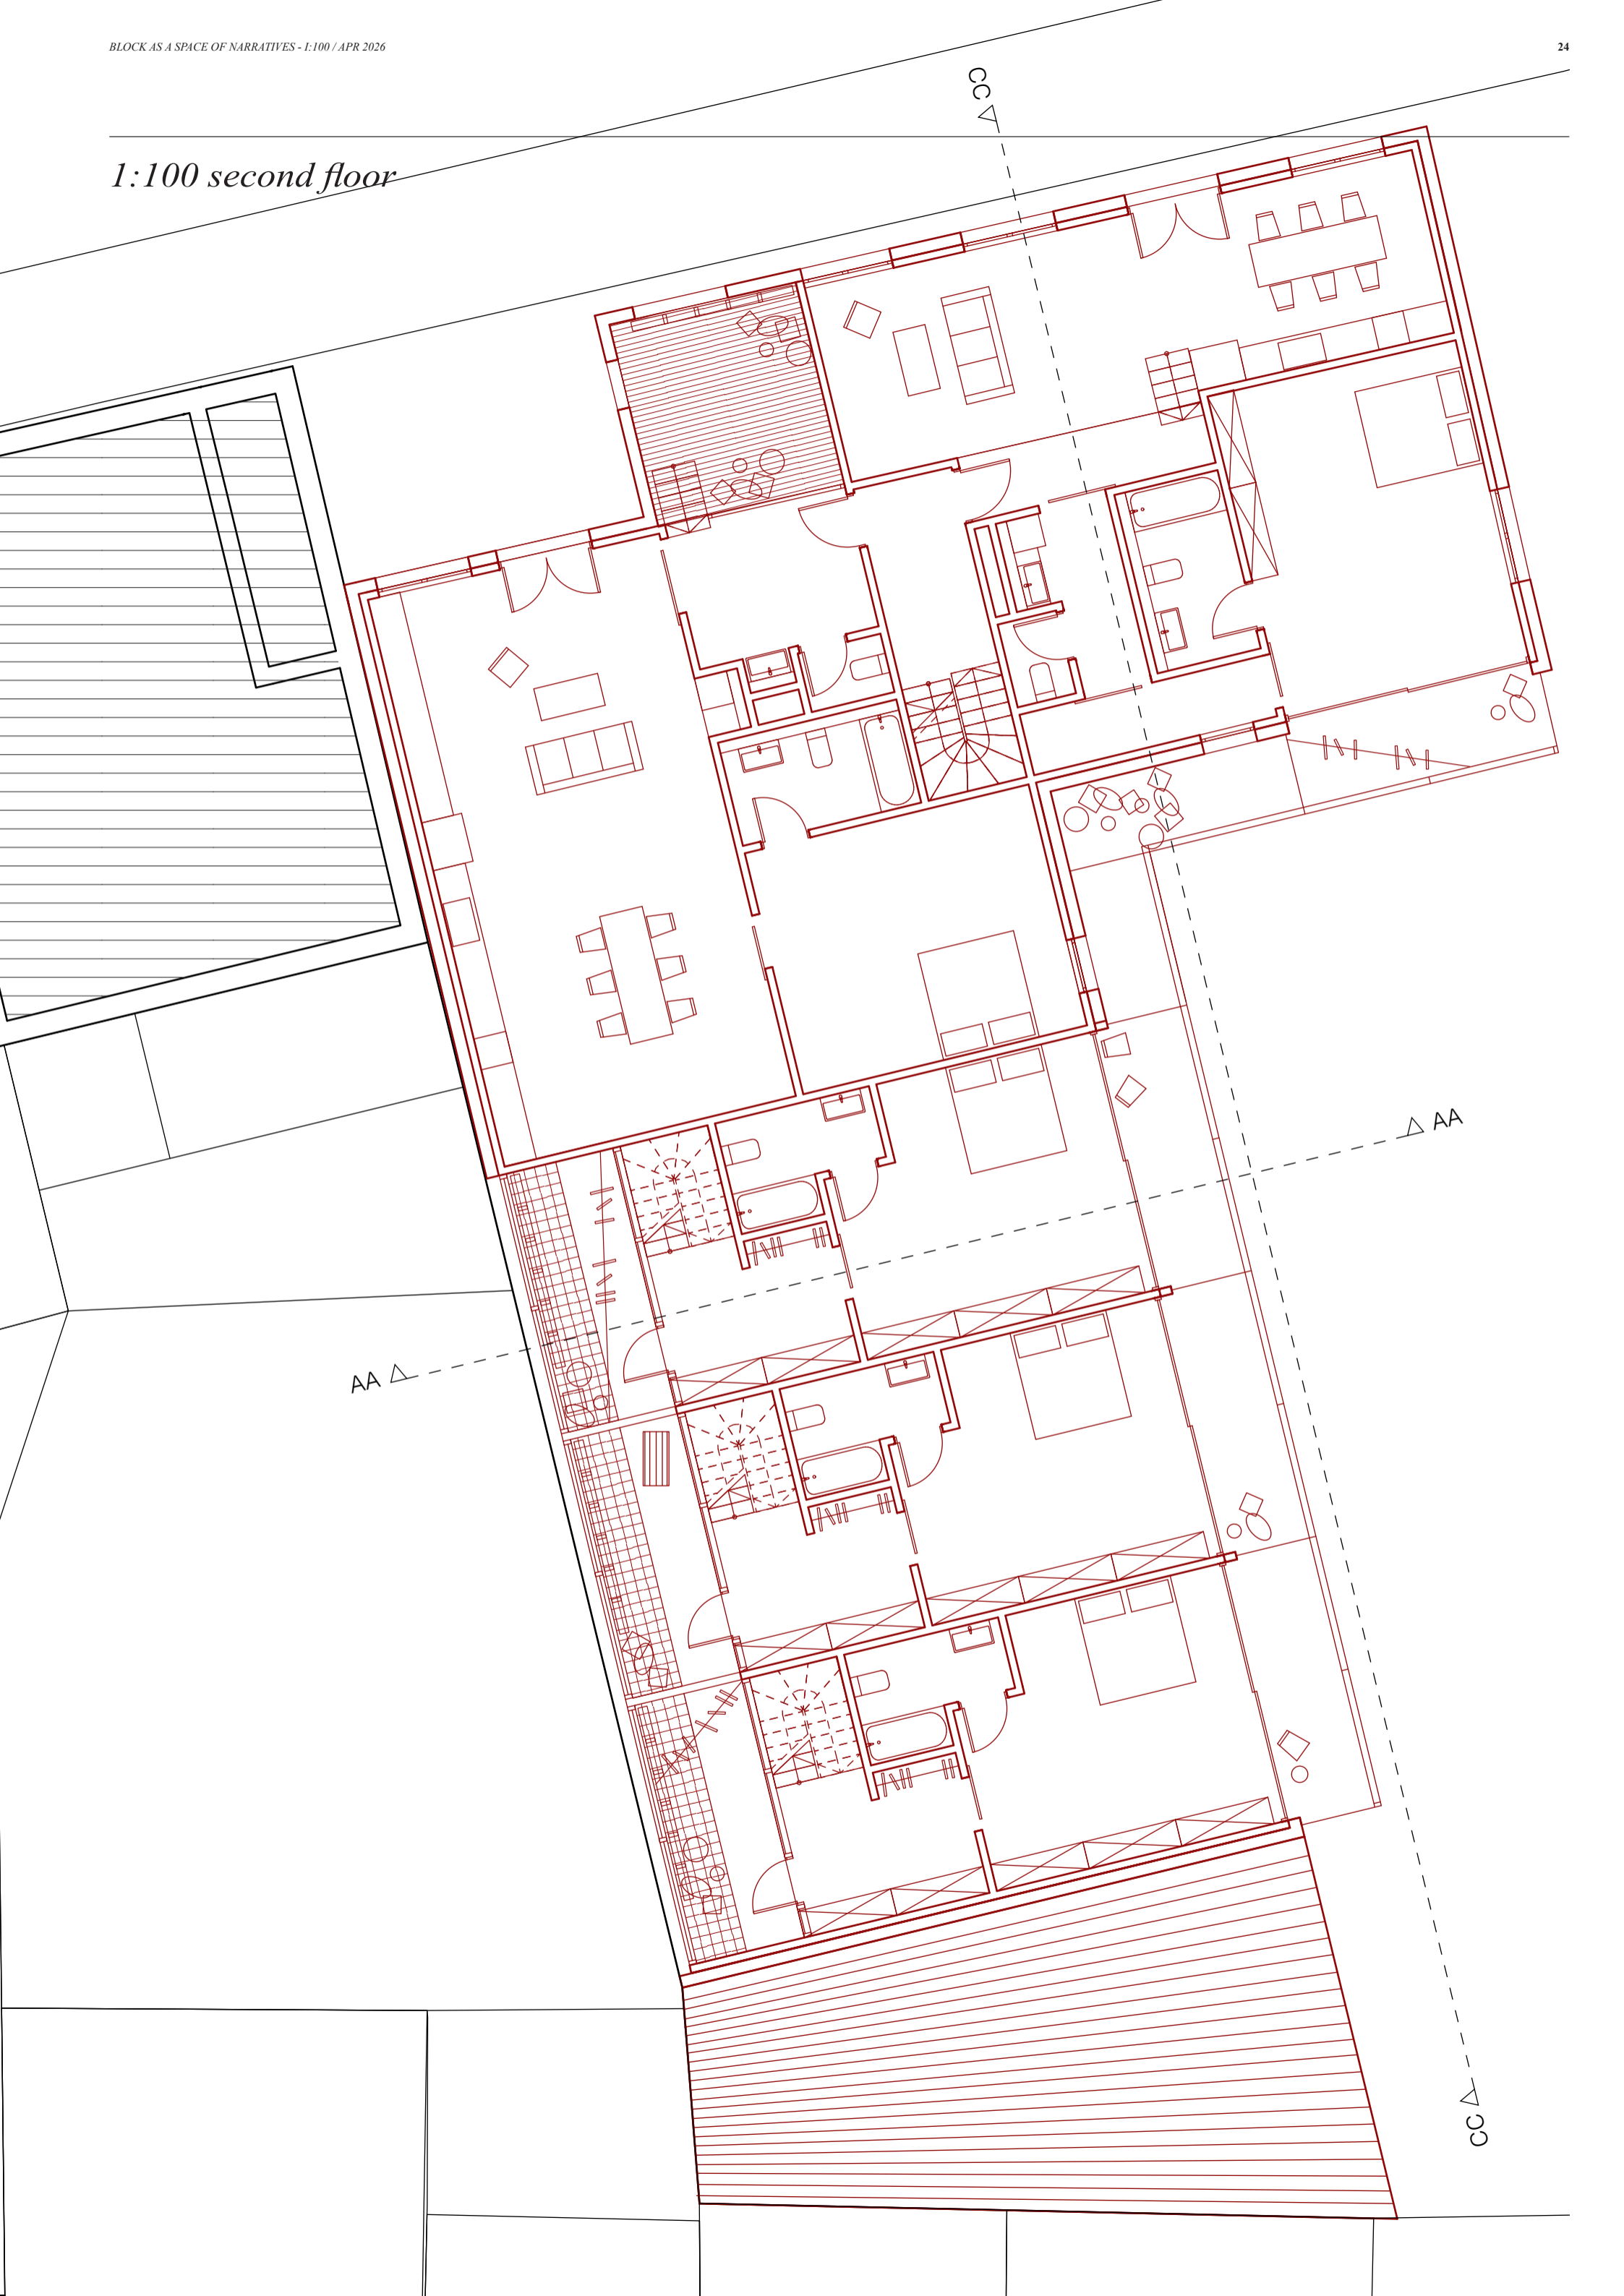 BLOCK AS A SPACE OF NARRATIVES - 1:100 / APR 2026
24
CC
1:100 second floor
AA
AA
CC